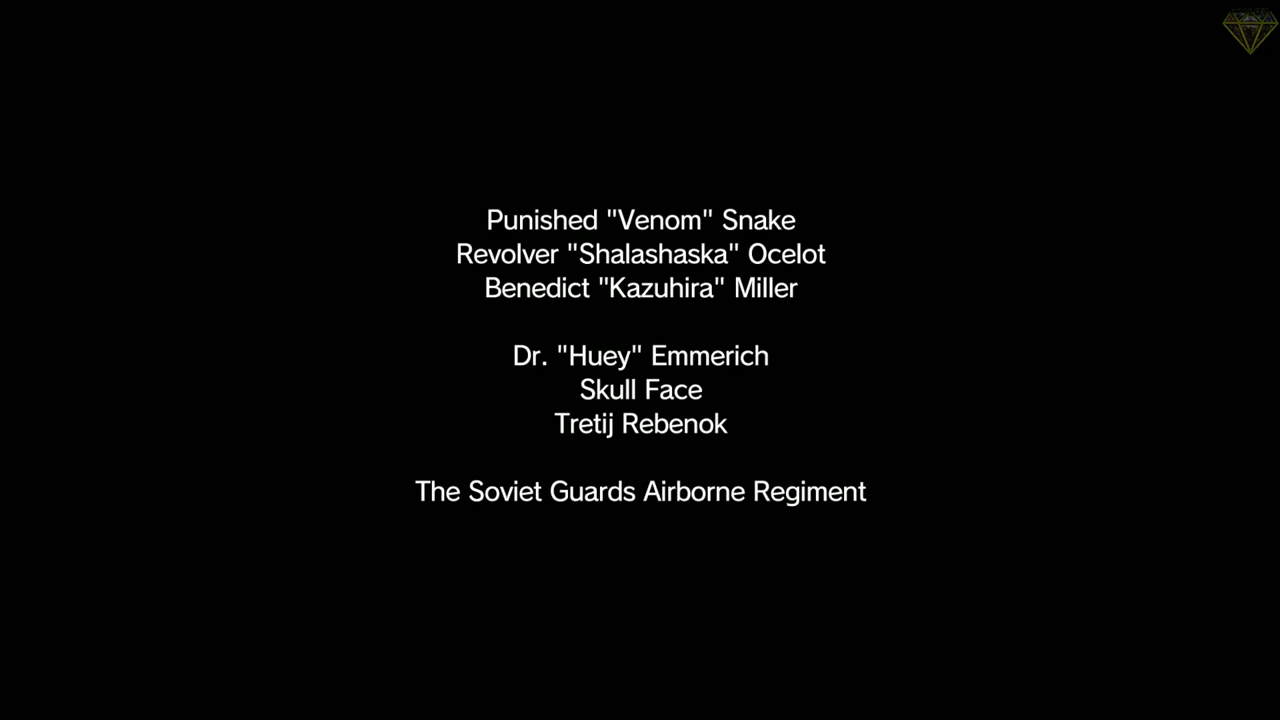 Punished "Venom" Snake
Revolver "Shalashaska" Ocelot
Benedict "Kazuhira" Miller
Dr. "Huey" Emmerich
Skull Face
Tretij Rebenok
The Soviet Guards Airborne Regiment